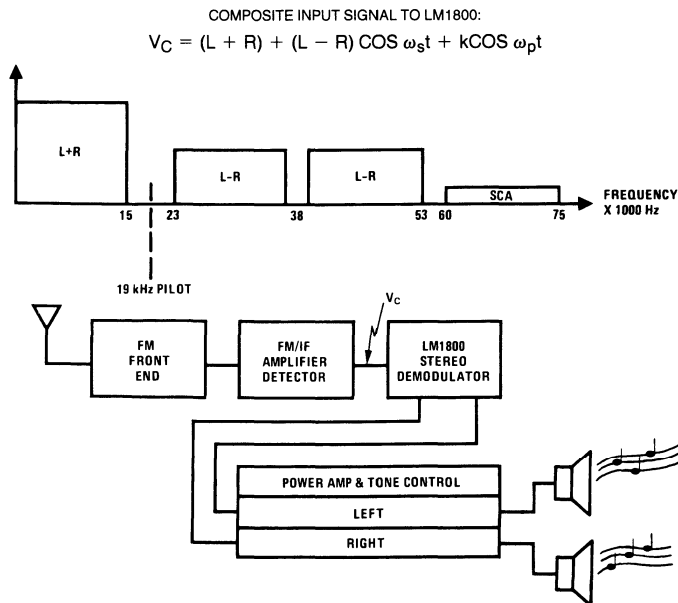 COMPOSITE INPUT SIGNAL TO LM1800:
V_C = (L + R) + (L − R) COS ω_st + kCOS ω_pt
L+R
L-R
L-R
SCA
FREQUENCY
X 1000 Hz
15
23
38
53
60
75
19 kHz PILOT
V_C
FM
FRONT
END
FM/IF
AMPLIFIER
DETECTOR
LM1800
STEREO
DEMODULATOR
POWER AMP & TONE CONTROL
LEFT
RIGHT